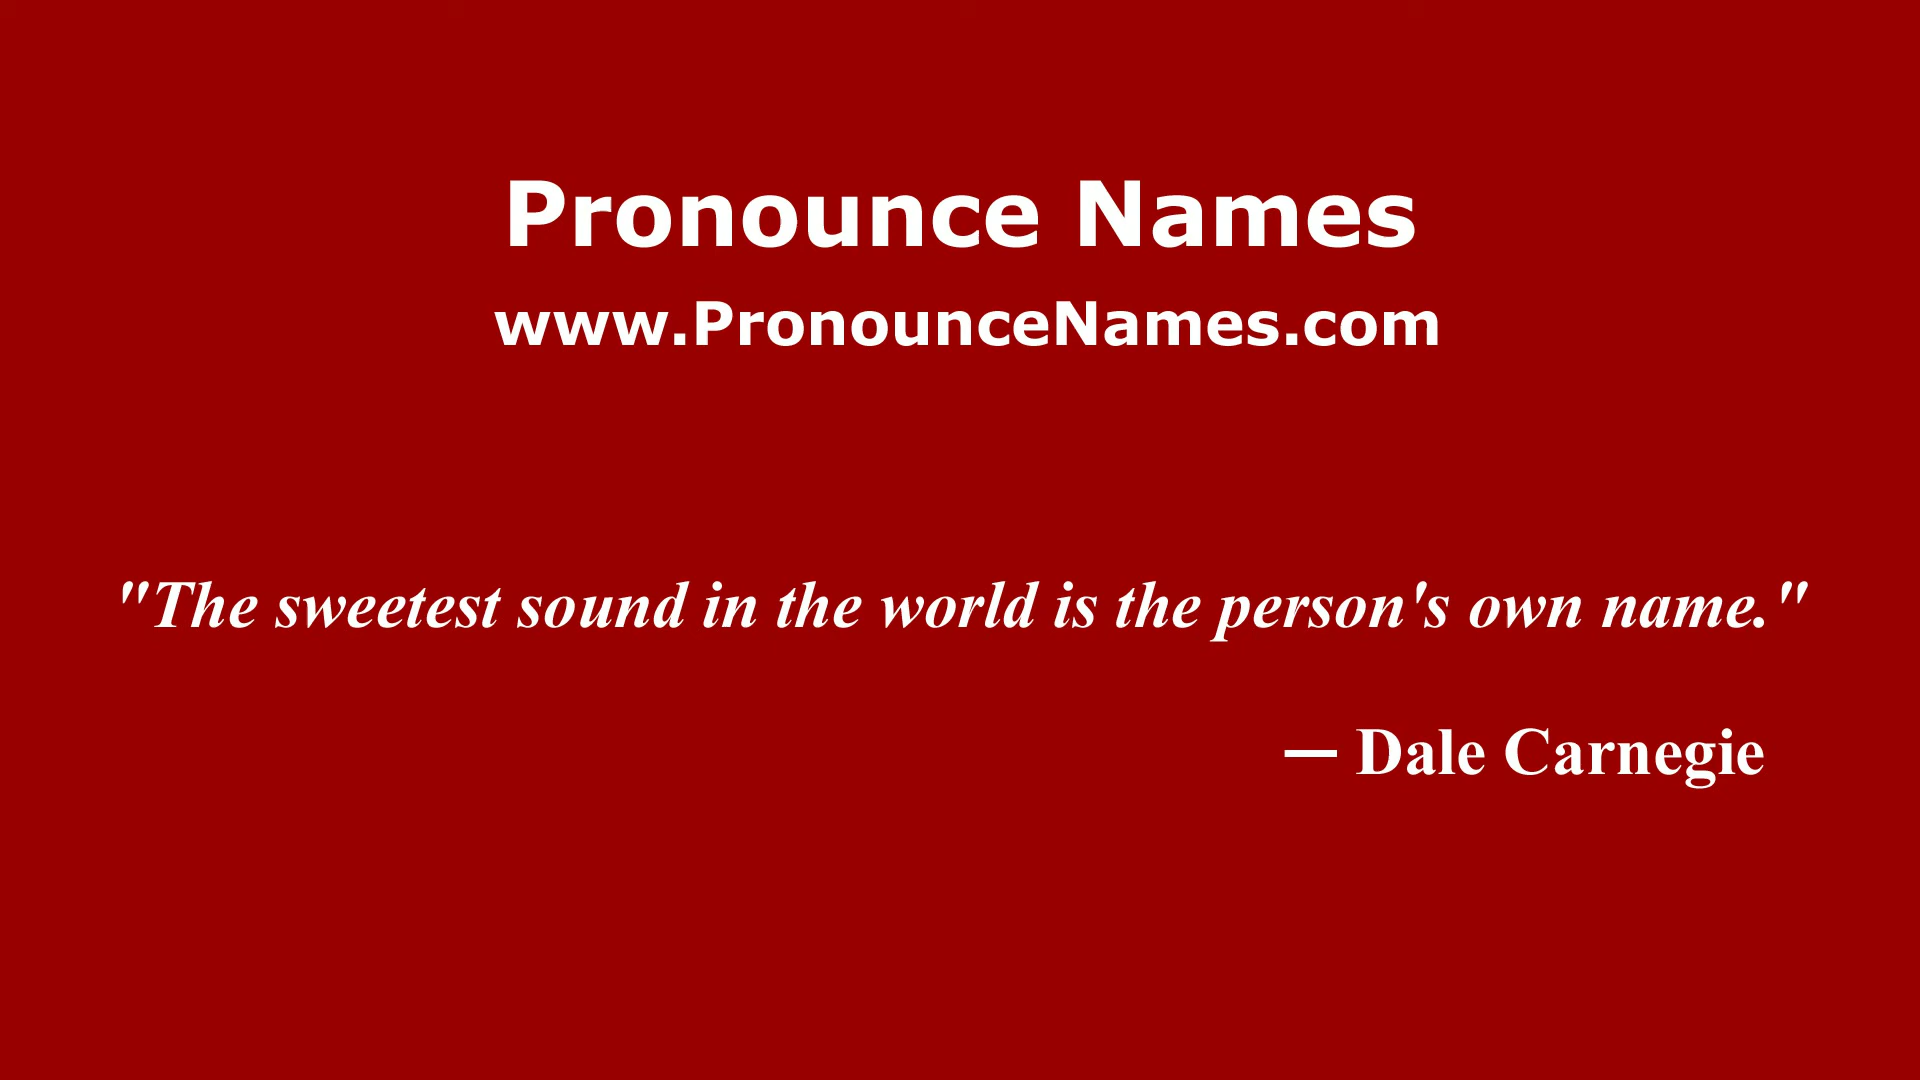 Pronounce Names
www.PronounceNames.com
"The sweetest sound in the world is the person's own name."
— Dale Carnegie